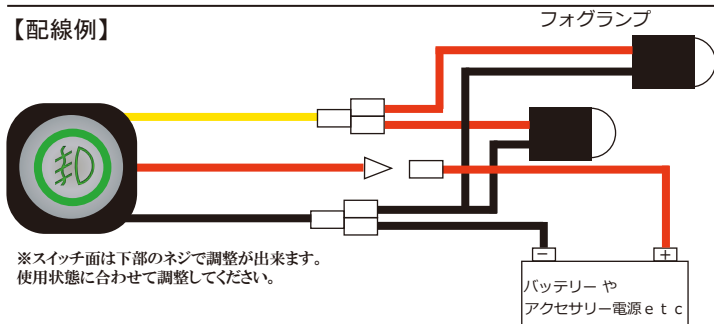 【配線例】
フォグランプ
※スイッチ面は下部のネジで調整が出来ます。
使用状態に合わせて調整してください。
− +
バッテリー や
アクセサリー電源ｅｔｃ